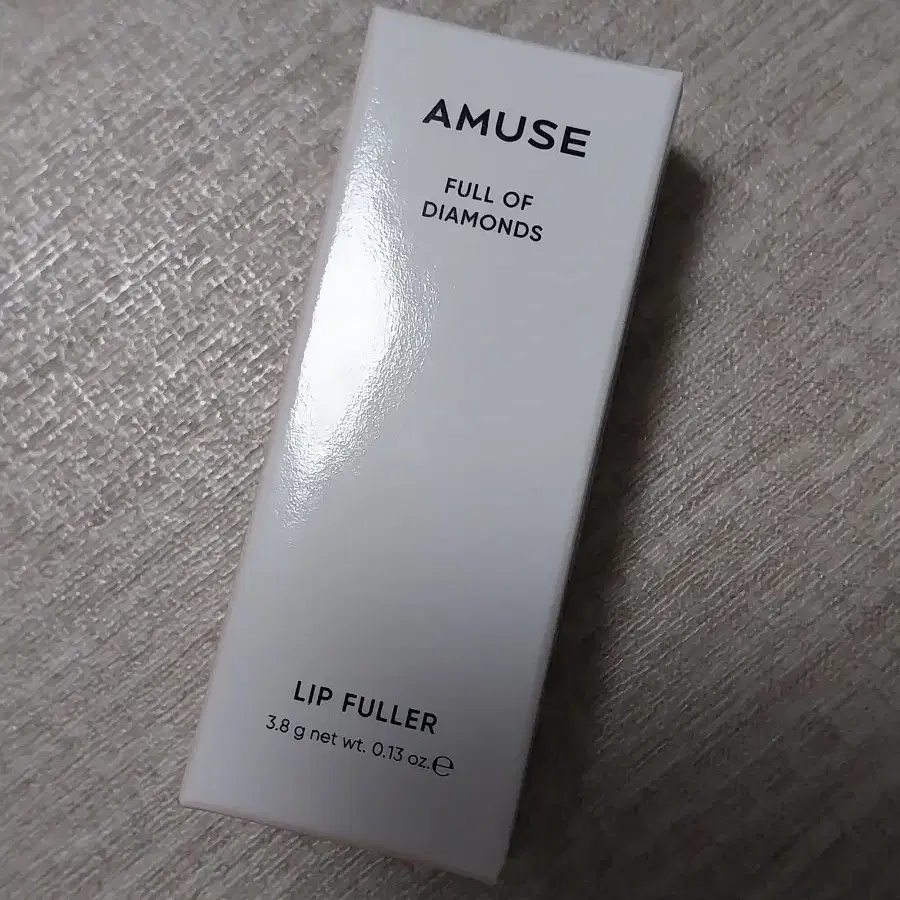 AMUSE
FULL OF
DIAMONDS
LIP FULLER
3.8 g net wt. 0.13 oz.℮